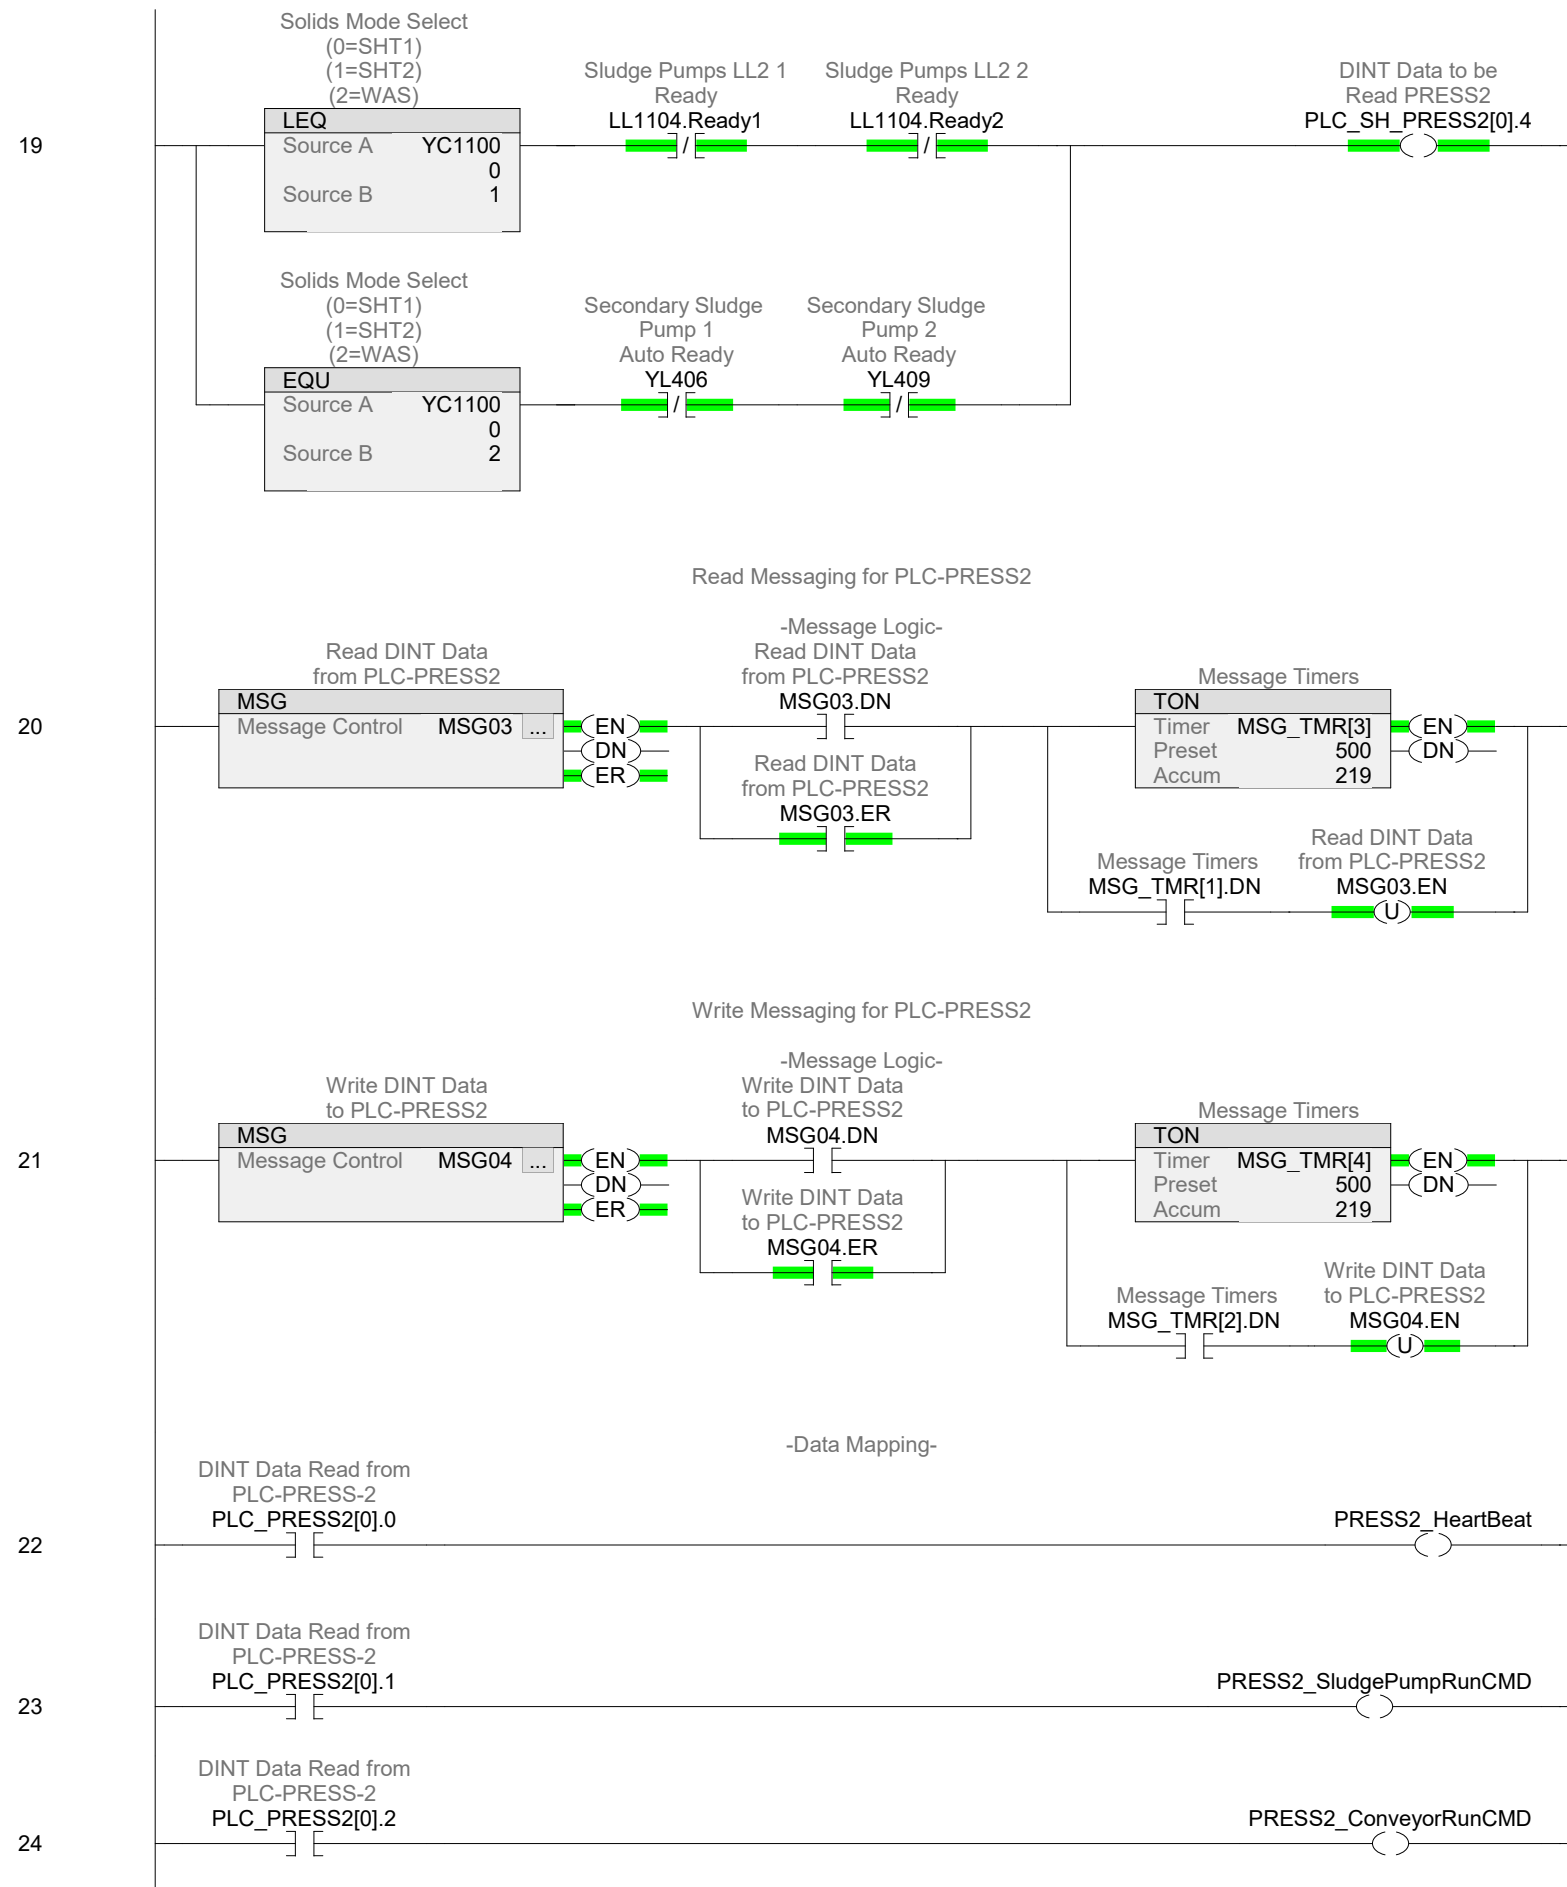 Solids Mode Select
(0=SHT1)
(1=SHT2)
(2=WAS)
Sludge Pumps LL2 1
Ready
LL1104.Ready1
Sludge Pumps LL2 2
Ready
LL1104.Ready2
DINT Data to be
Read PRESS2
PLC_SH_PRESS2[0].4
19
LEQ
Source A YC1100
0
Source B 1
/
/
Solids Mode Select
(0=SHT1)
(1=SHT2)
(2=WAS)
Secondary Sludge
Pump 1
Auto Ready
YL406
Secondary Sludge
Pump 2
Auto Ready
YL409
EQU
Source A YC1100
0
Source B 2
/
/
Read Messaging for PLC-PRESS2
-Message Logic-
20
Read DINT Data
from PLC-PRESS2
MSG
Message Control MSG03 ...
EN
DN
ER
Read DINT Data
from PLC-PRESS2
MSG03.DN
Read DINT Data
from PLC-PRESS2
MSG03.ER
Message Timers
TON
Timer MSG_TMR[3]
Preset 500
Accum 219
EN
DN
Message Timers
MSG_TMR[1].DN
Read DINT Data
from PLC-PRESS2
MSG03.EN
U
Write Messaging for PLC-PRESS2
-Message Logic-
21
Write DINT Data
to PLC-PRESS2
MSG
Message Control MSG04 ...
EN
DN
ER
Write DINT Data
to PLC-PRESS2
MSG04.DN
Write DINT Data
to PLC-PRESS2
MSG04.ER
Message Timers
TON
Timer MSG_TMR[4]
Preset 500
Accum 219
EN
DN
Message Timers
MSG_TMR[2].DN
Write DINT Data
to PLC-PRESS2
MSG04.EN
U
-Data Mapping-
22
DINT Data Read from
PLC-PRESS-2
PLC_PRESS2[0].0
PRESS2_HeartBeat
23
DINT Data Read from
PLC-PRESS-2
PLC_PRESS2[0].1
PRESS2_SludgePumpRunCMD
24
DINT Data Read from
PLC-PRESS-2
PLC_PRESS2[0].2
PRESS2_ConveyorRunCMD